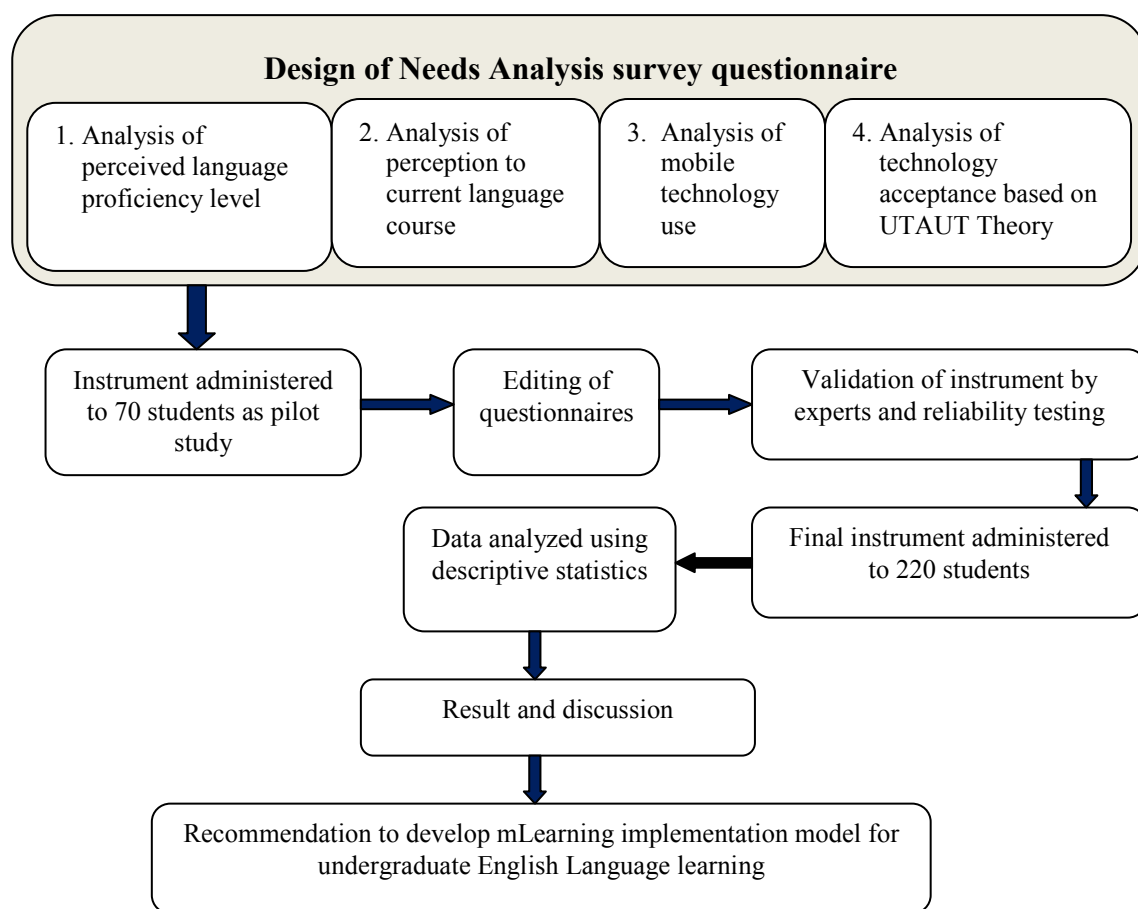 Design of Needs Analysis survey questionnaire
1. Analysis of
perceived language
proficiency level
2. Analysis of
perception to
current language
course
3. Analysis of
mobile
technology
use
4. Analysis of
technology
acceptance based on
UTAUT Theory
Instrument administered
to 70 students as pilot
study
Editing of
questionnaires
Validation of instrument by
experts and reliability testing
Final instrument administered
to 220 students
Data analyzed using
descriptive statistics
Result and discussion
Recommendation to develop mLearning implementation model for
undergraduate English Language learning